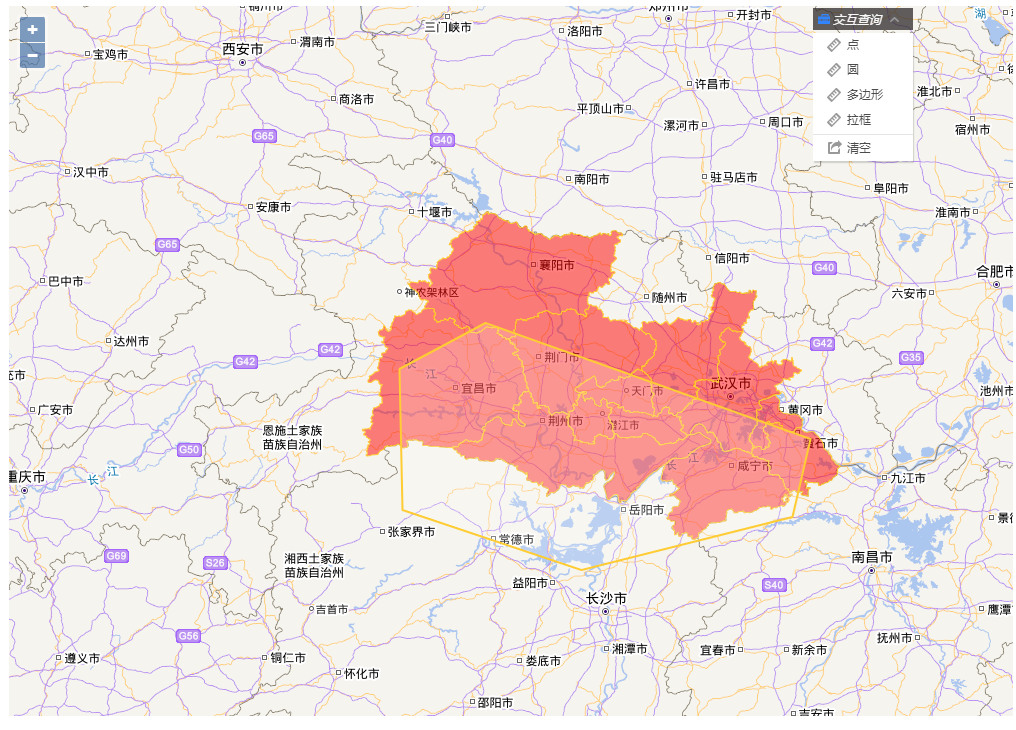 铜川市
郑州市
开封市
交互查询
湖
三门峡市
洛阳市
渭南市
西安市
宝鸡市
点
圆
许昌市
多边形
淮北市
商洛市
平顶山市
拉框
漯河市
周口市
宿州市
G65
G40
清空
汉中市
南阳市
驻马店市
阜阳市
安康市
十堰市
淮南市
G65
襄阳市
信阳市
G40
合肥市
巴中市
神农架林区
随州市
六安市
达州市
G42
G42
G42
G35
长
江
荆门市
宜昌市
天门市
武汉市
池州市
广安市
荆州市
潜江市
黄冈市
恩施土家族
苗族自治州
黄石市
G50
长
江
咸宁市
重庆市
长
江
九江市
岳阳市
张家界市
常德市
G69
S26
湘西土家族
苗族自治州
南昌市
益阳市
S40
长沙市
吉首市
鹰潭
G56
抚州市
遵义市
铜仁市
娄底市
湘潭市
宜春市
新余市
怀化市
邵阳市
吉安市